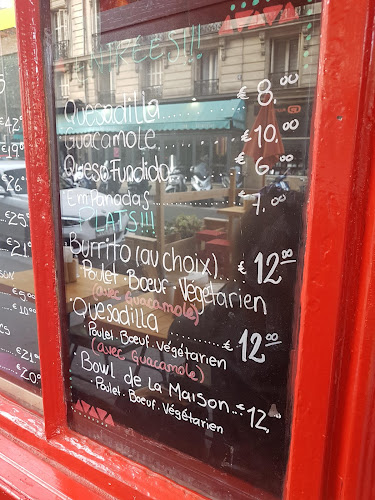 Quesadilla ........ € 8.00
Guacamole ........ € 10.00
Queso Fundido ... € 6.00
Empanadas ........ € 7.00
PLATS!!!
Burrito (au choix).... € 12.00
• Poulet • Boeuf • Végétarien
(avec Guacamole)
Quesadilla ........ € 12.00
• Poulet • Boeuf • Végétarien
(avec Guacamole)
Bowl de la Maison.. € 12,
• Poulet • Boeuf • Végétarien